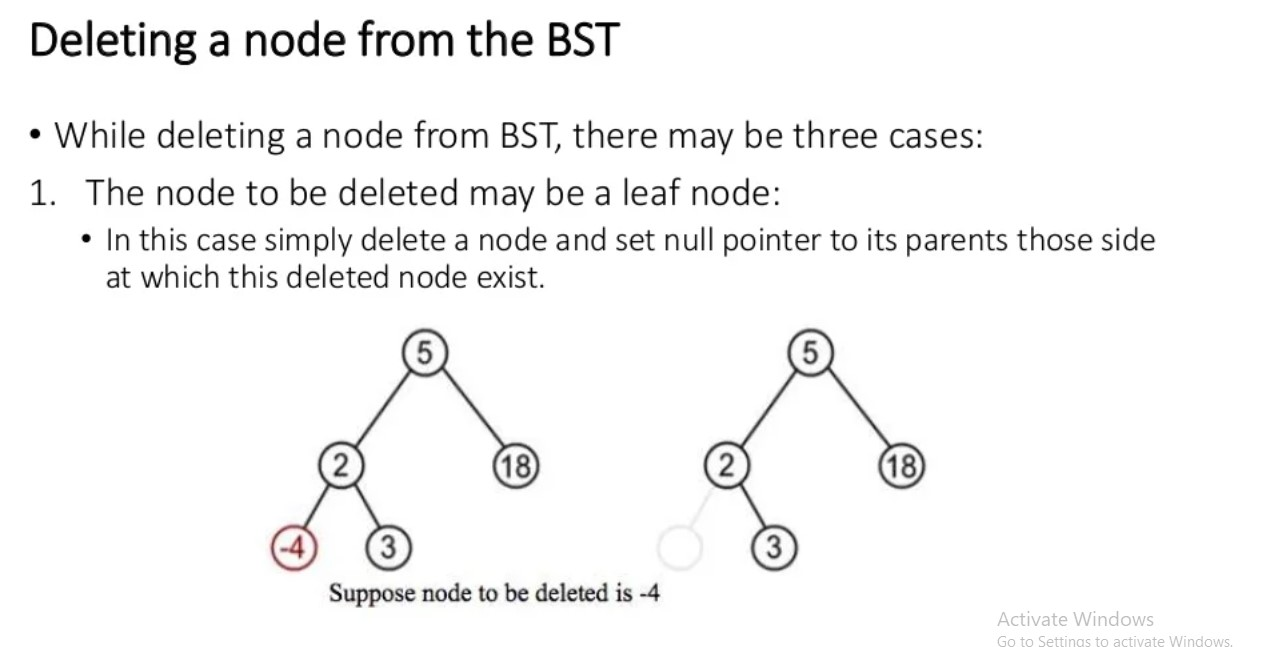 Deleting a node from the BST
• While deleting a node from BST, there may be three cases:
1. The node to be deleted may be a leaf node:
• In this case simply delete a node and set null pointer to its parents those side
at which this deleted node exist.
5 5
2 18 2 18
-4 3 3
Suppose node to be deleted is -4
Activate Windows
Go to Settings to activate Windows.